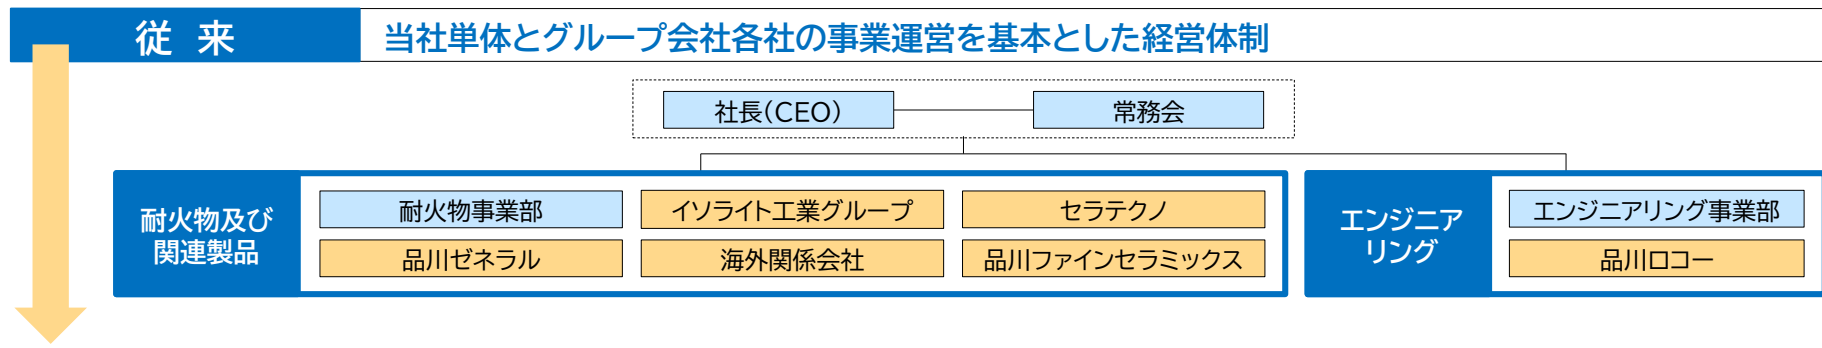 従 来
当社単体とグループ会社各社の事業運営を基本とした経営体制
社長(CEO)
常務会
耐火物及び
関連製品
耐火物事業部
イソライト工業グループ
セラテクノ
品川ゼネラル
海外関係会社
品川ファインセラミックス
エンジニア
リング
エンジニアリング事業部
品川ロコー